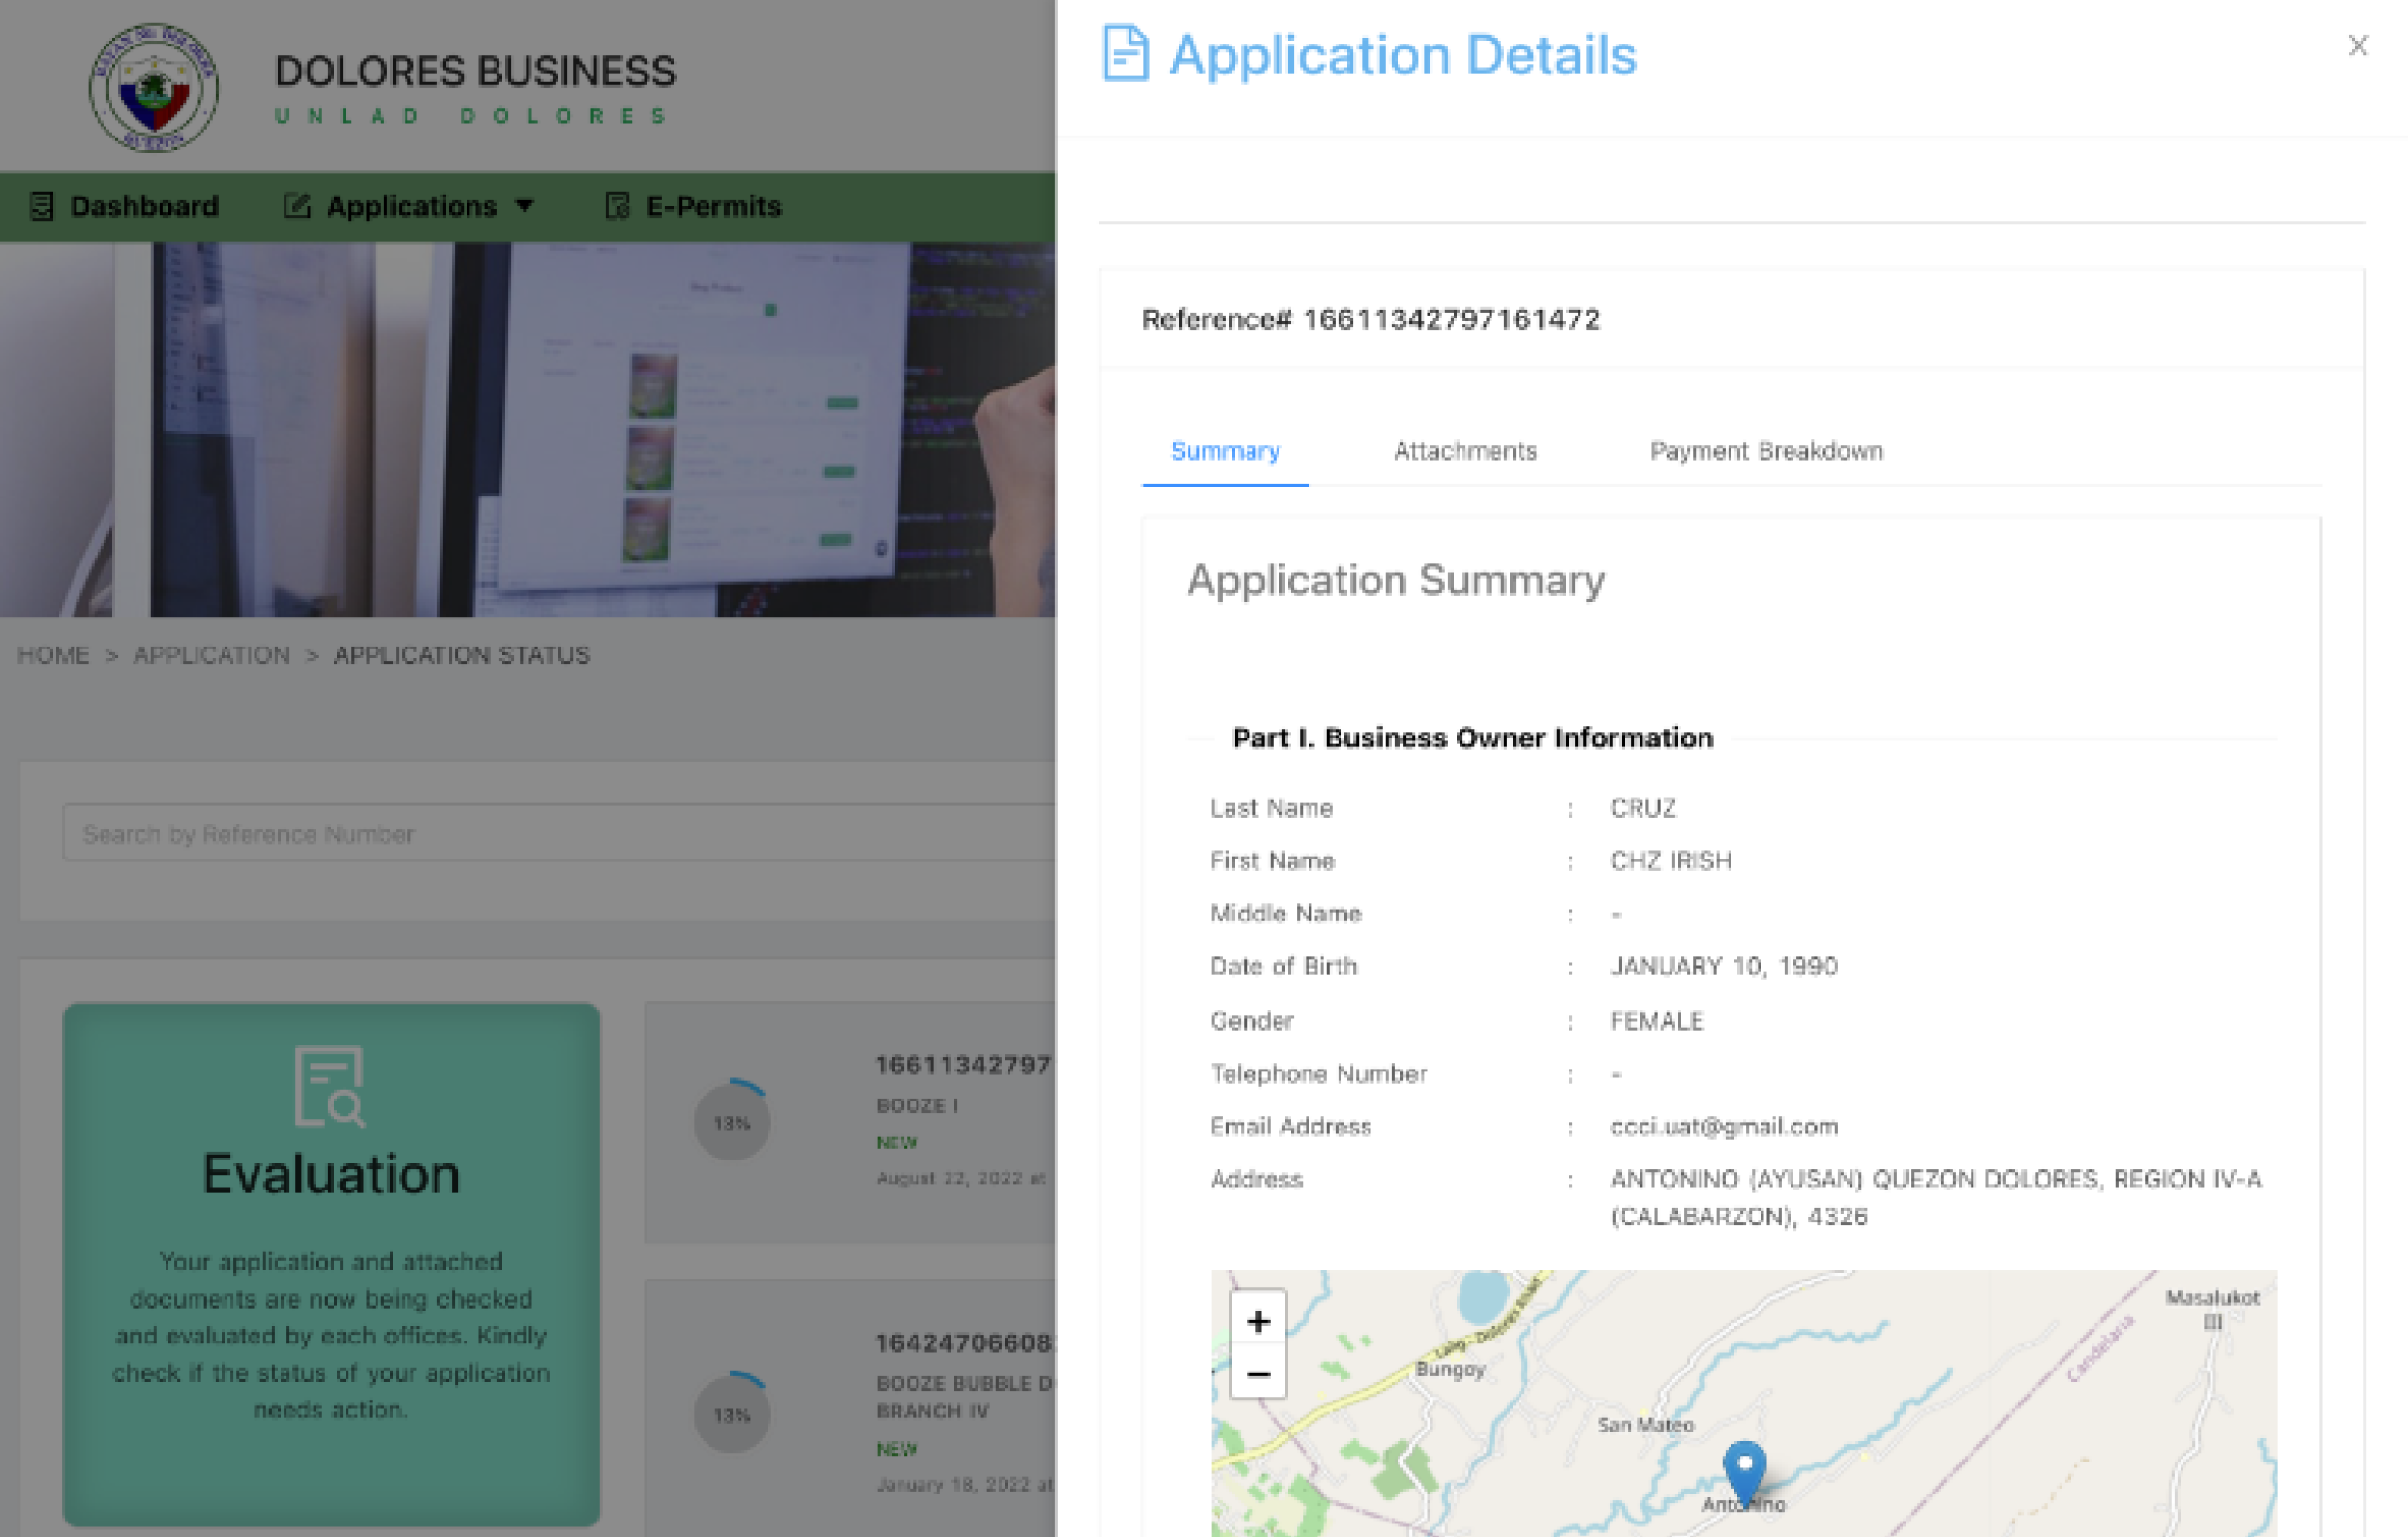 DOLORES BUSINESS
UNLAD DOLORES
Dashboard
Applications
E-Permits
HOME > APPLICATION > APPLICATION STATUS
Search by Reference Number
Evaluation
Your application and attached
documents are now being checked
and evaluated by each offices. Kindly
check if the status of your application
needs action.
13%
16611342797
BOOZE I
NEW
August 22, 2022 at
13%
16424706608
BOOZE BUBBLE D
BRANCH IV
NEW
January 18, 2022 at
Application Details
Reference# 16611342797161472
Summary
Attachments
Payment Breakdown
Application Summary
Part I. Business Owner Information
Last Name : CRUZ
First Name : CHZ IRISH
Middle Name : -
Date of Birth : JANUARY 10, 1990
Gender : FEMALE
Telephone Number : -
Email Address : ccci.uat@gmail.com
Address : ANTONINO (AYUSAN) QUEZON DOLORES, REGION IV-A
(CALABARZON), 4326
+
−
Masalukot
III
Bungoy
Candelaria
San Mateo
Antonino